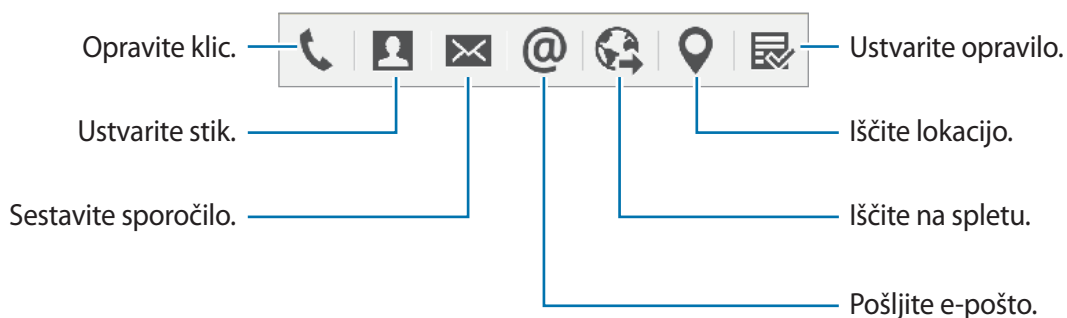 Opravite klic.
Ustvarite stik.
Sestavite sporočilo.
Ustvarite opravilo.
Iščite lokacijo.
Iščite na spletu.
Pošljite e-pošto.